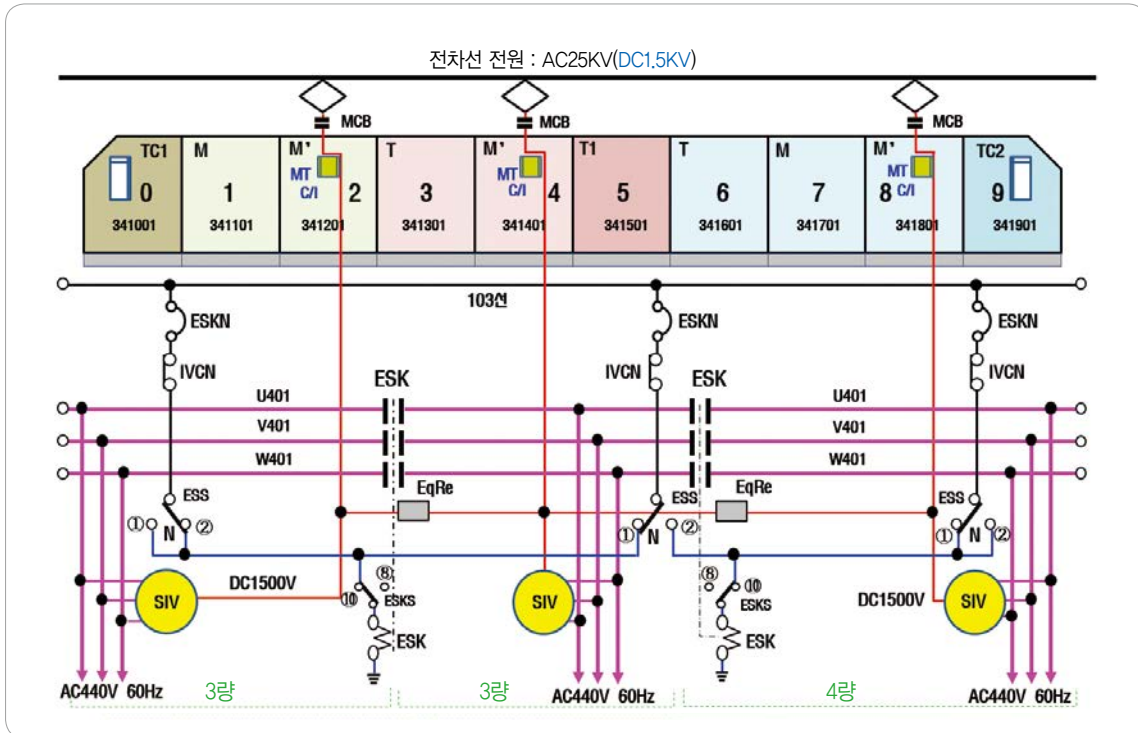 전차선 전원 : AC25KV(DC1.5KV)
MCB MCB MCB
TC1 M M' T M' T1 T M M' TC2
MT MT MT
C/I C/I C/I
0 1 2 3 4 5 6 7 8 9
341001 341101 341201 341301 341401 341501 341601 341701 341801 341901
103선
ESKN ESKN ESKN
IVCN IVCN IVCN
ESK ESK
U401 U401
V401 V401
W401 W401
EqRe EqRe
ESS ESS ESS
① N ② ① N ② ① N ②
⑧ ⑧
DC1500V ⑩ ⑩ DC1500V
SIV ESKS SIV ESKS SIV
ESK ESK
AC440V 60Hz 3량 3량 AC440V 60Hz 4량 AC440V 60Hz